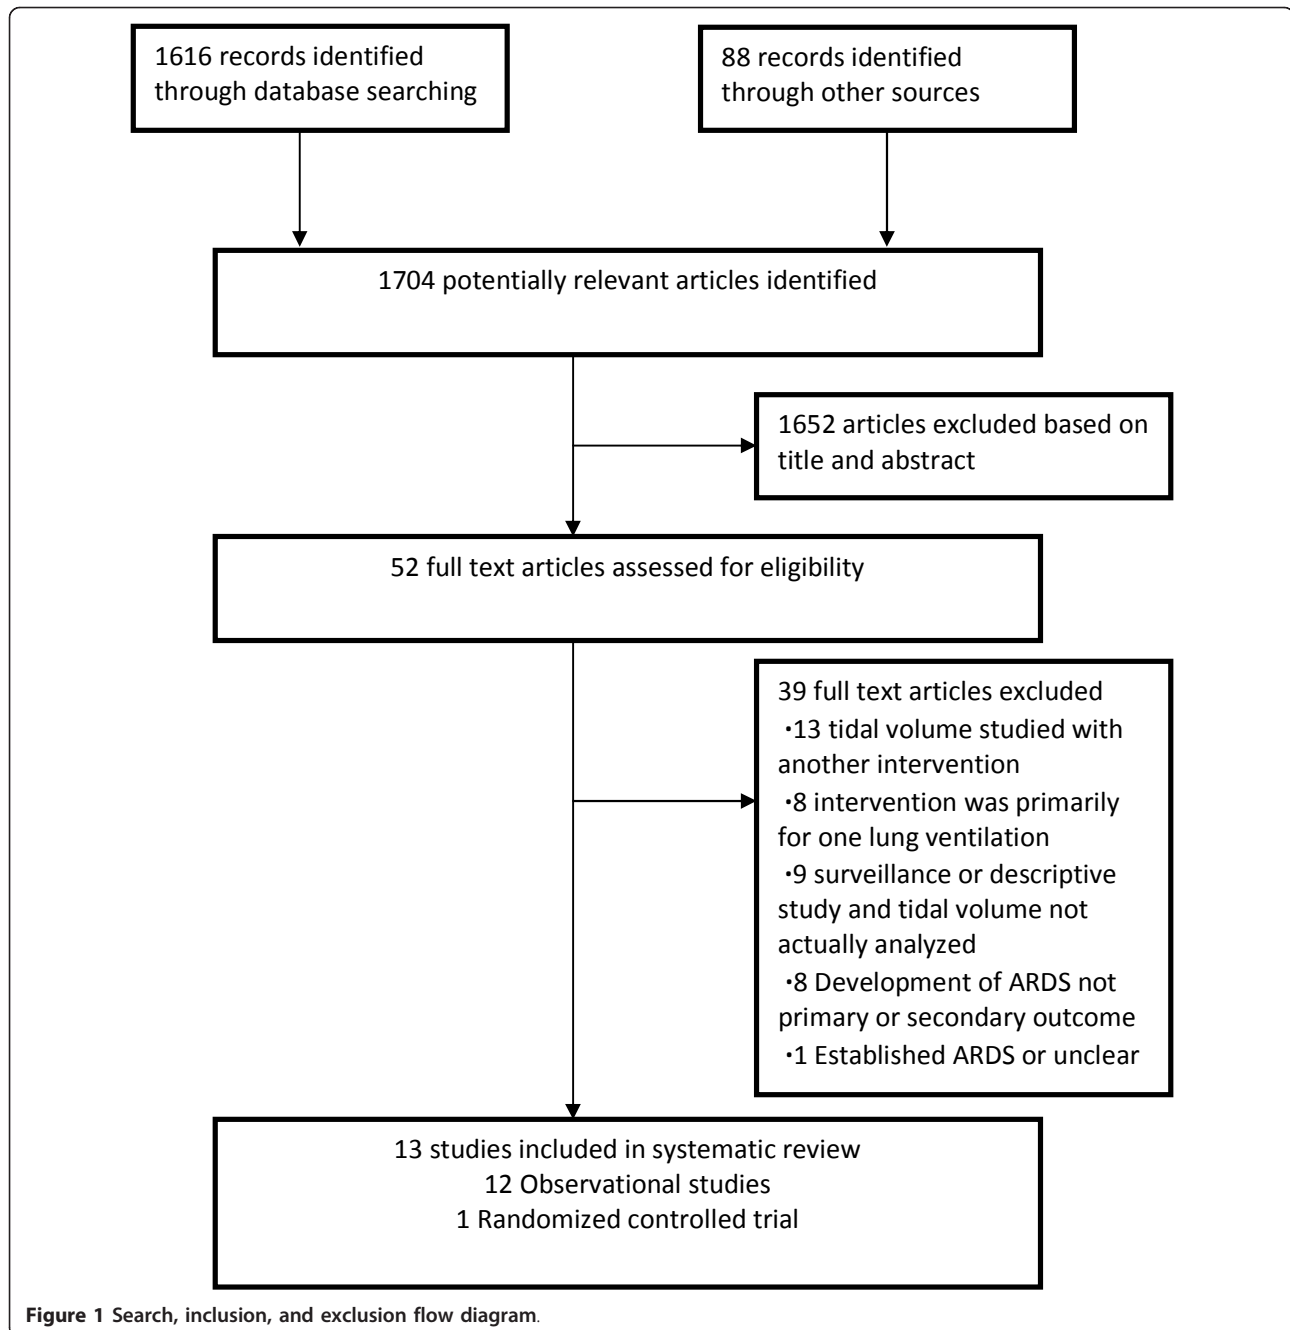 1616 records identified
through database searching
88 records identified
through other sources
1704 potentially relevant articles identified
1652 articles excluded based on
title and abstract
52 full text articles assessed for eligibility
39 full text articles excluded
·13 tidal volume studied with
another intervention
·8 intervention was primarily
for one lung ventilation
·9 surveillance or descriptive
study and tidal volume not
actually analyzed
·8 Development of ARDS not
primary or secondary outcome
·1 Established ARDS or unclear
13 studies included in systematic review
12 Observational studies
1 Randomized controlled trial
Figure 1 Search, inclusion, and exclusion flow diagram.